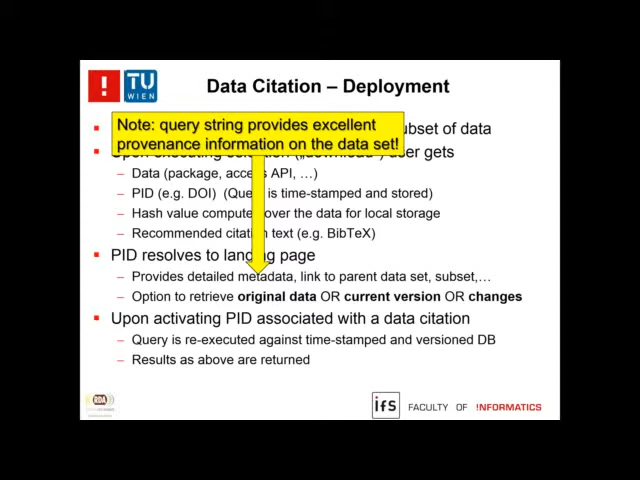 !
TU
WIEN
Data Citation – Deployment
Note: query string provides excellent
provenance information on the data set!
subset of data
Upon executing selection („download“) user gets
– Data (package, access API, …)
– PID (e.g. DOI) (Query is time-stamped and stored)
– Hash value computed over the data for local storage
– Recommended citation text (e.g. BibTeX)
PID resolves to landing page
– Provides detailed metadata, link to parent data set, subset,…
– Option to retrieve original data OR current version OR changes
Upon activating PID associated with a data citation
– Query is re-executed against time-stamped and versioned DB
– Results as above are returned
RDA
ifs FACULTY OF !NFORMATICS